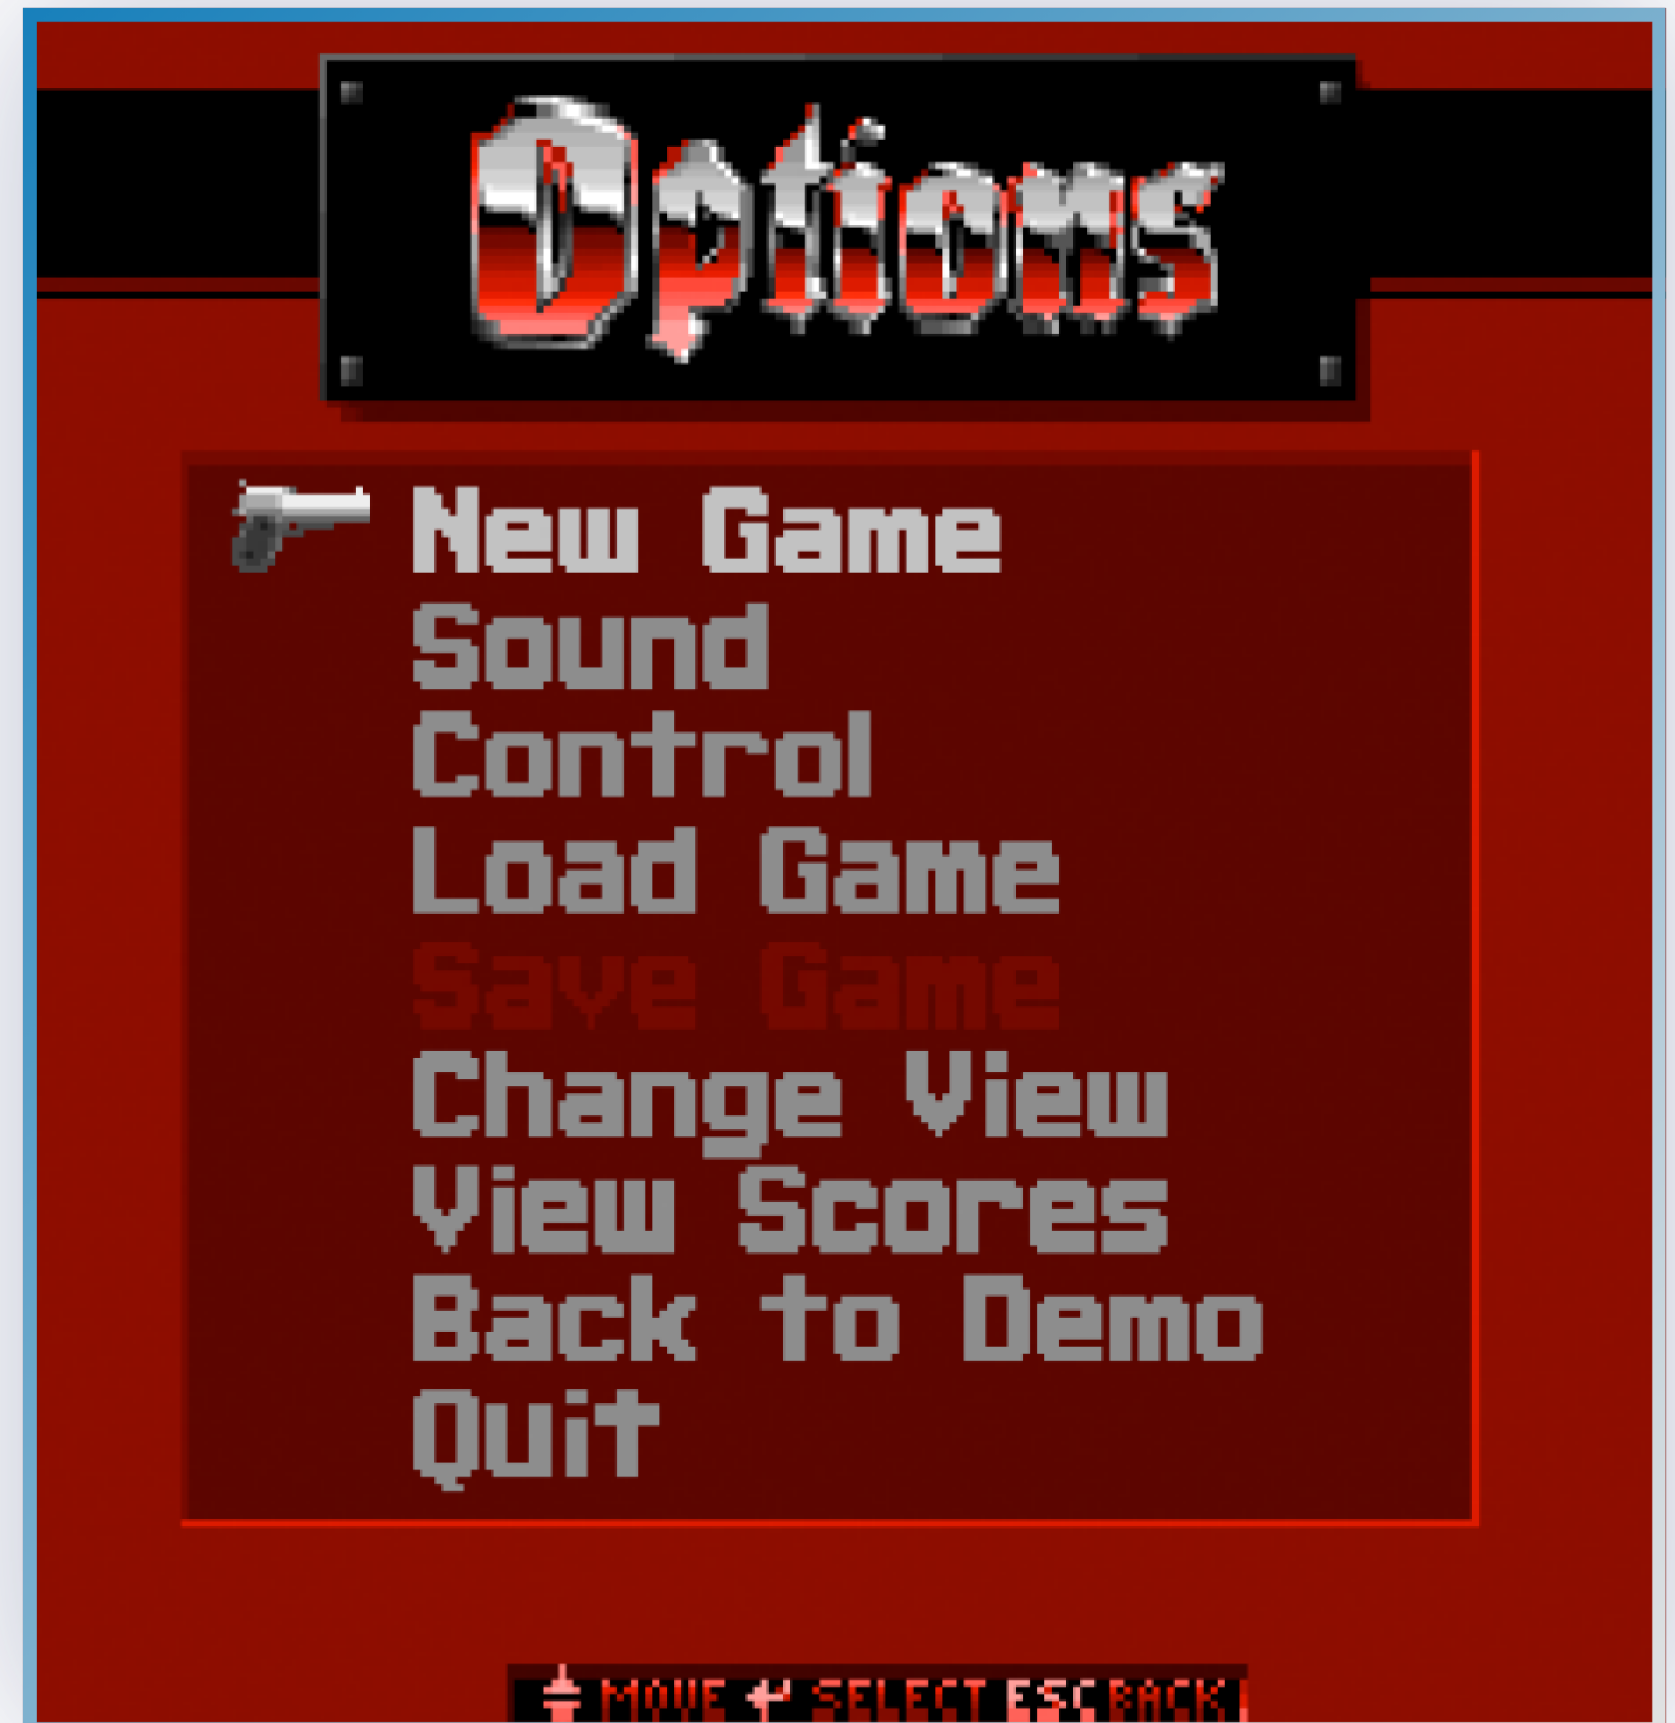 Options
New Game
Sound
Control
Load Game
Save Game
Change View
View Scores
Back to Demo
Quit
MOVE SELECT ESC BACK